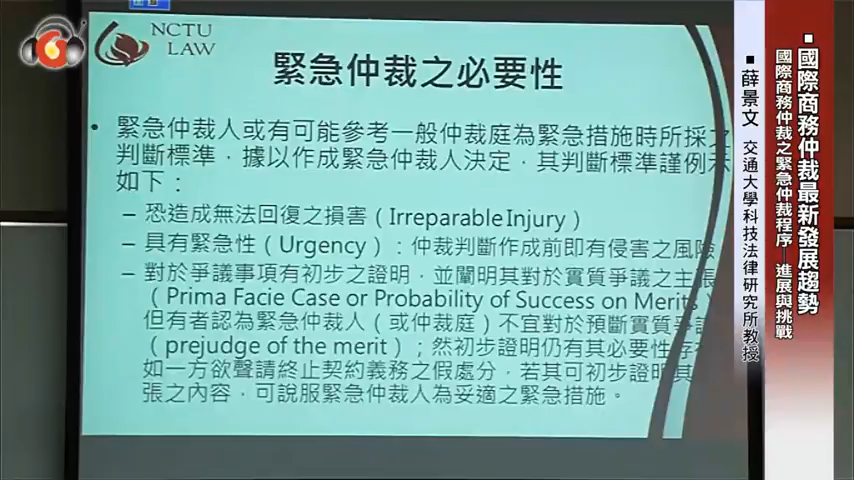 NCTU
LAW
緊急仲裁之必要性
• 緊急仲裁人或有可能參考一般仲裁庭為緊急措施時所採之
判斷標準，據以作成緊急仲裁人決定，其判斷標準謹例示
如下：
– 恐造成無法回復之損害（Irreparable Injury）
– 具有緊急性（Urgency）：仲裁判斷作成前即有侵害之風險
– 對於爭議事項有初步之證明，並闡明其對於實質爭議之主張
（Prima Facie Case or Probability of Success on Merits）
但有者認為緊急仲裁人（或仲裁庭）不宜對於預斷實質爭議
（prejudge of the merit）；然初步證明仍有其必要性存
如一方欲聲請終止契約義務之假處分，若其可初步證明其
張之內容，可說服緊急仲裁人為妥適之緊急措施。
■ 國際商務仲裁最新發展趨勢
國際商務仲裁之緊急仲裁程序—進展與挑戰
■ 薛景文 交通大學科技法律研究所教授